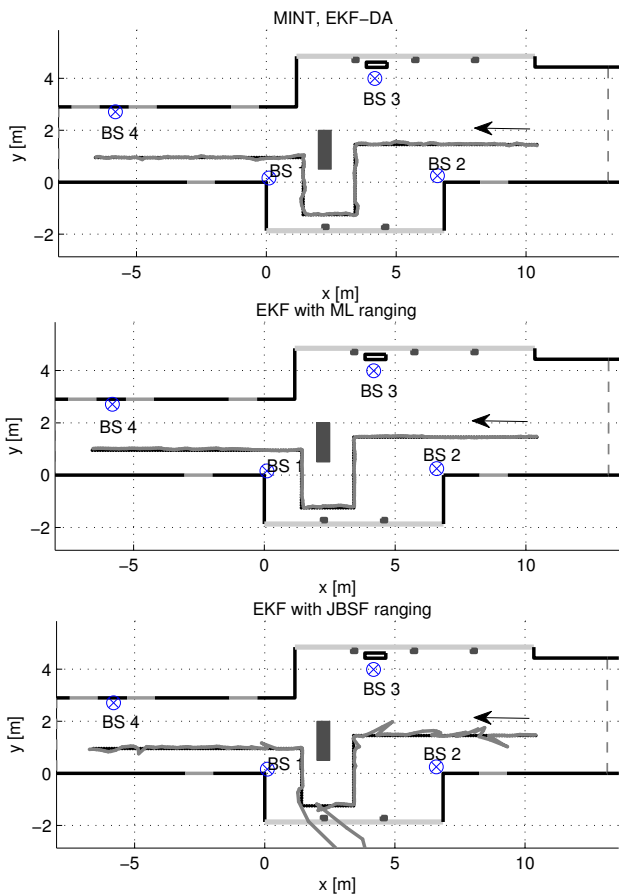 MINT, EKF−DA
4
2
0
−2
y [m]
BS 3
BS 4
BS 1
BS 2
−5
0
5
10
x [m]
EKF with ML ranging
4
2
0
−2
y [m]
BS 3
BS 4
BS 1
BS 2
−5
0
5
10
x [m]
EKF with JBSF ranging
4
2
0
−2
y [m]
BS 3
BS 4
BS 1
BS 2
−5
0
5
10
x [m]